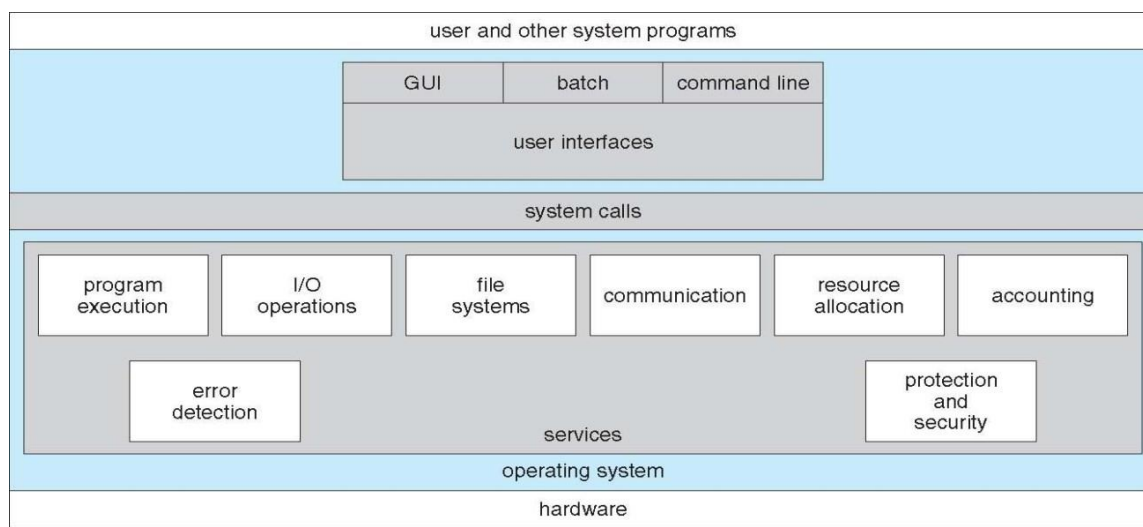 user and other system programs
GUI
batch
command line
user interfaces
system calls
program
execution
I/O
operations
file
systems
communication
resource
allocation
accounting
error
detection
protection
and
security
services
operating system
hardware